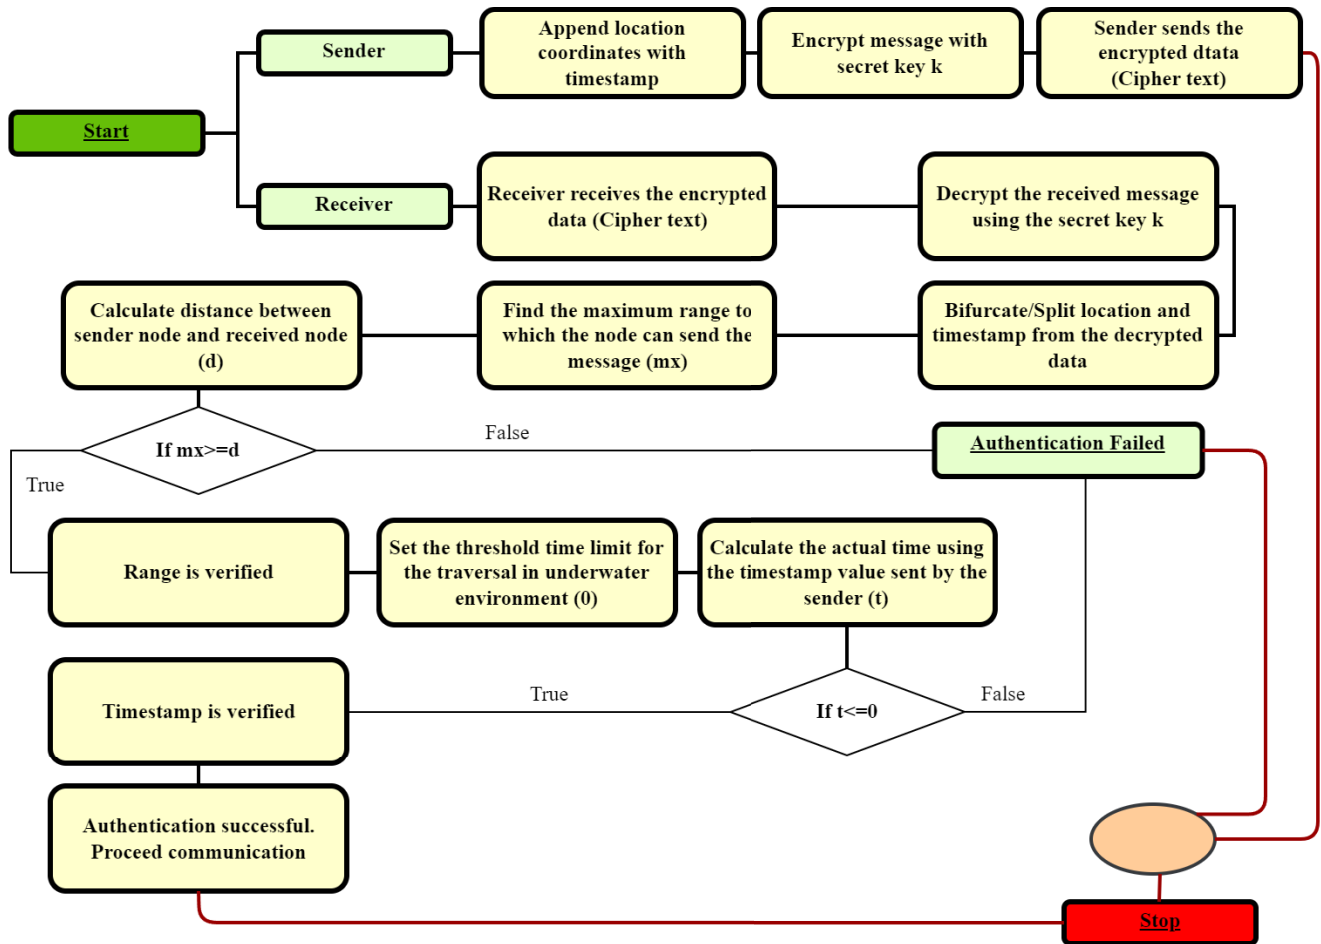 Sender
Append location
coordinates with
timestamp
Encrypt message with
secret key k
Sender sends the
encrypted dtata
(Cipher text)
Start
Receiver
Receiver receives the encrypted
data (Cipher text)
Decrypt the received message
using the secret key k
Calculate distance between
sender node and received node
(d)
Find the maximum range to
which the node can send the
message (mx)
Bifurcate/Split location and
timestamp from the decrypted
data
If mx>=d
False
Authentication Failed
True
Range is verified
Set the threshold time limit for
the traversal in underwater
environment (0)
Calculate the actual time using
the timestamp value sent by the
sender (t)
Timestamp is verified
True
If t<=0
False
Authentication successful.
Proceed communication
Stop